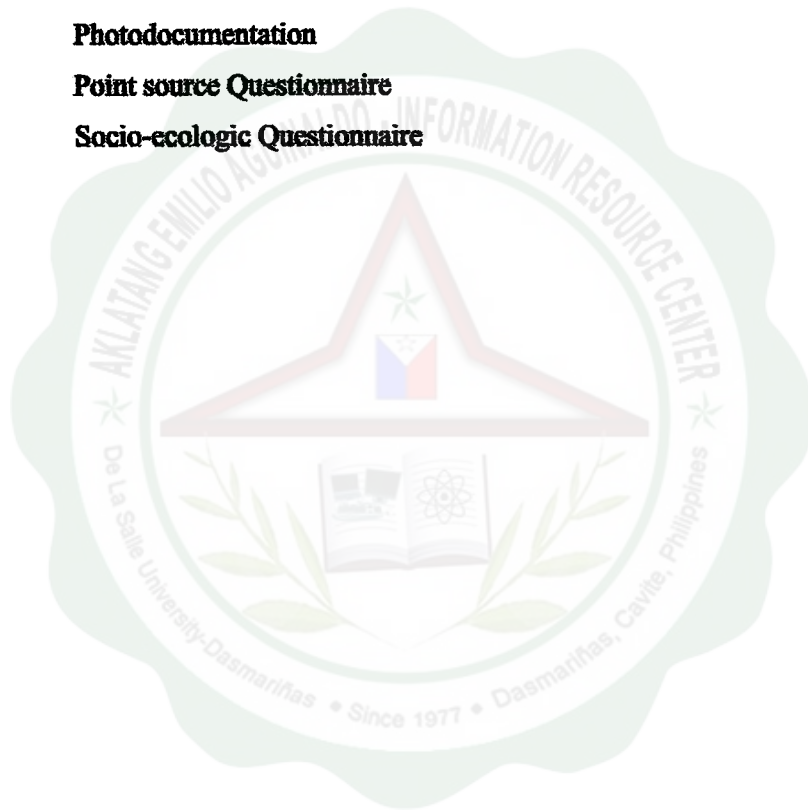 Photodocumentation
Point source Questionnaire
Socio-ecologic Questionnaire
AKLATANG EMILIO AGUINALDO - INFORMATION RESOURCE CENTER
De La Salle University-Dasmariñas • Since 1977 • Dasmariñas, Cavite, Philippines